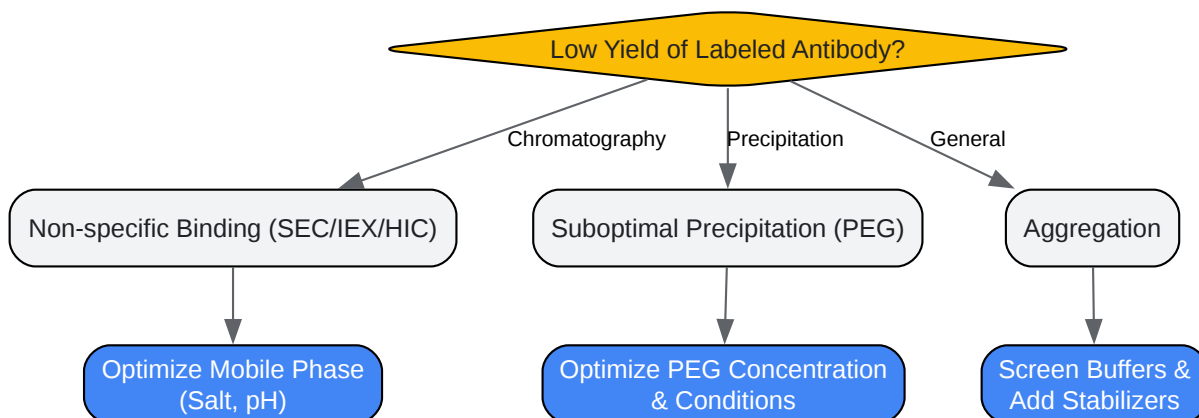 Low Yield of Labeled Antibody?
Chromatography
Precipitation
General
Non-specific Binding (SEC/IEX/HIC)
Suboptimal Precipitation (PEG)
Aggregation
Optimize Mobile Phase
(Salt, pH)
Optimize PEG Concentration
& Conditions
Screen Buffers &
Add Stabilizers